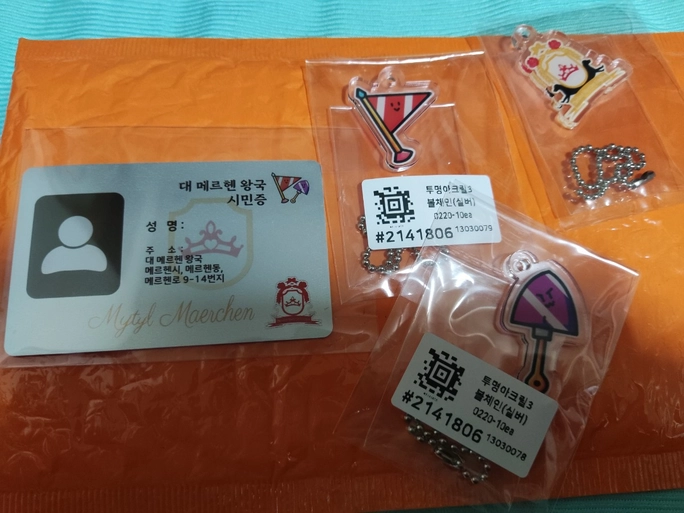 대 메르헨 왕국
시민증
성 명 :
주 소 :
대 메르헨 왕국
메르헨시, 메르헨동,
메르헨로 9-14번지
Mytyl Maerchen
투명아크릴3
볼체인(실버)
0220-10ea
#2141806 13030079
투명아크릴3
볼체인(실버)
0220-10ea
#2141806 13030078